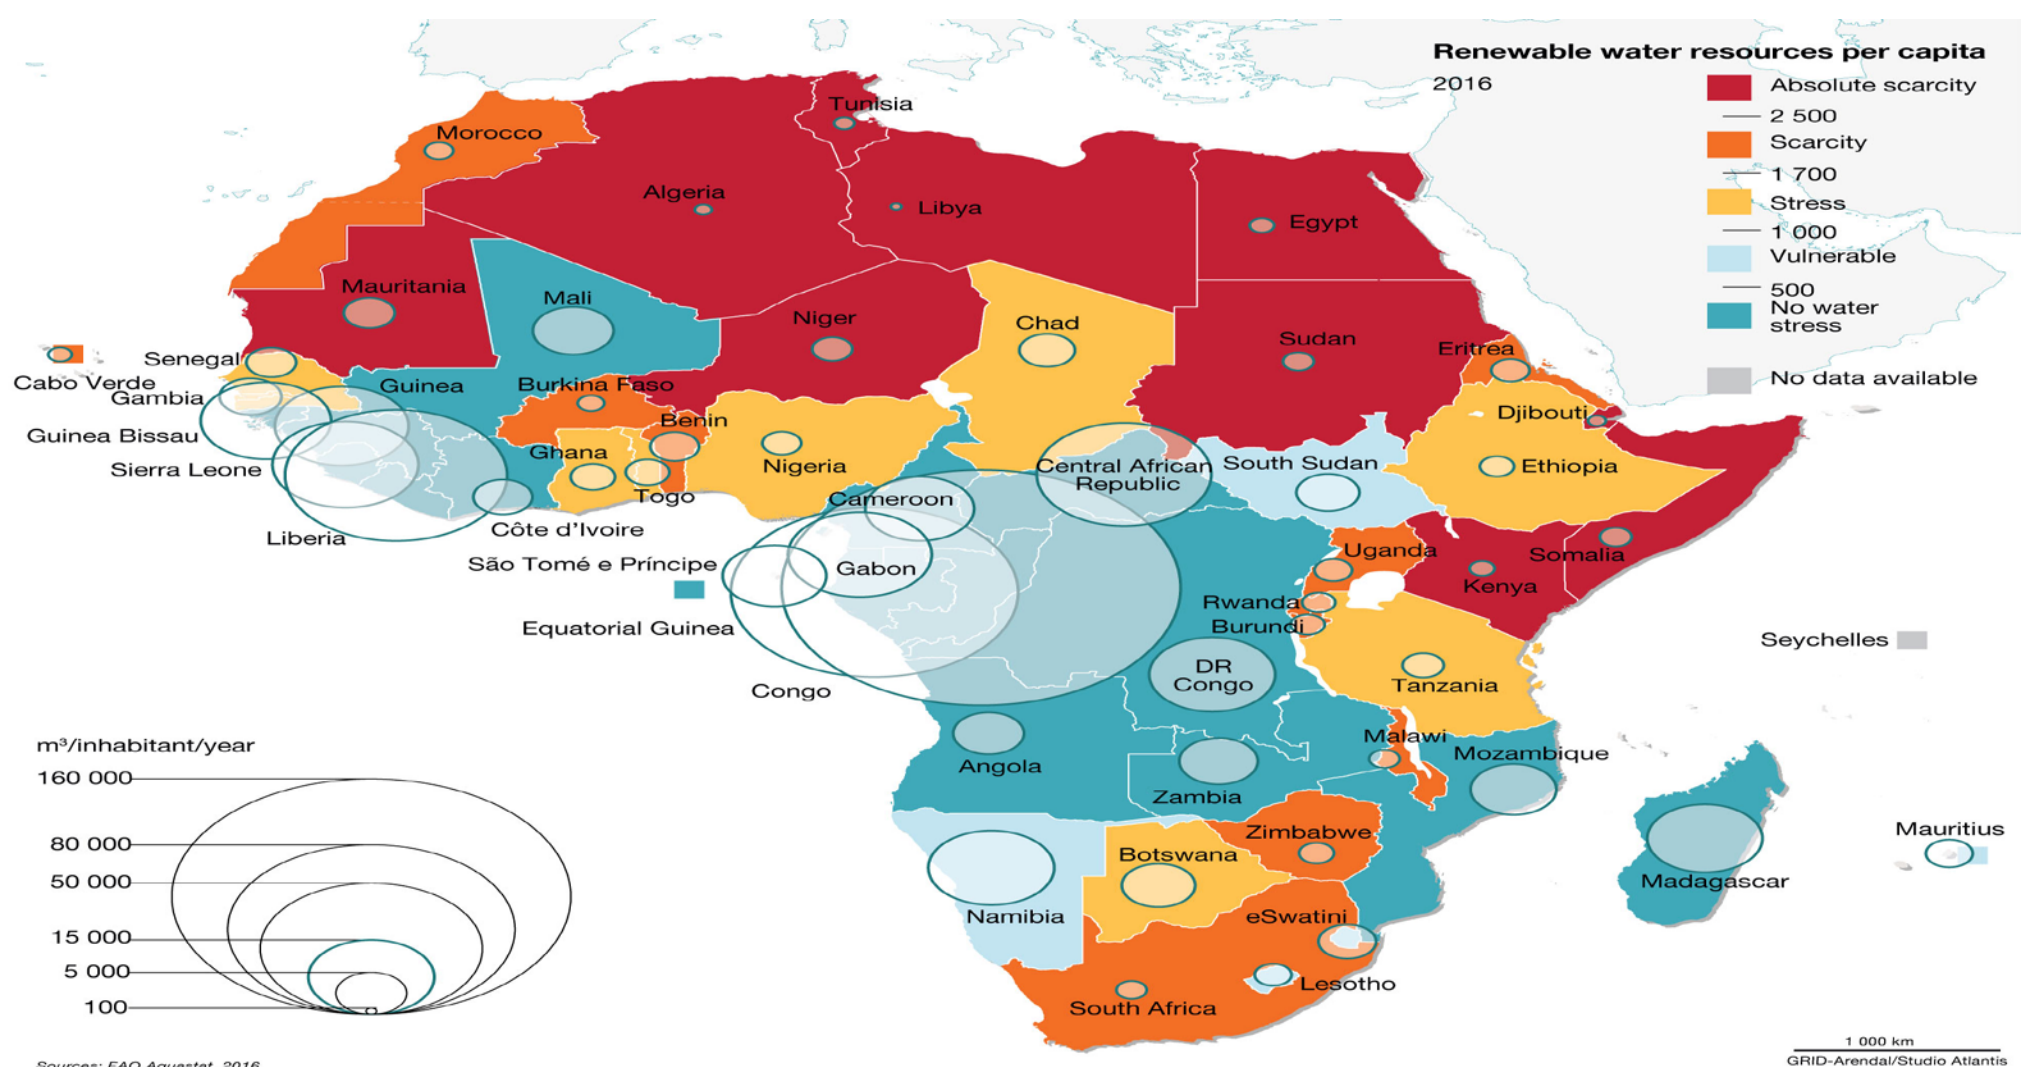 Renewable water resources per capita
2016
Absolute scarcity
2 500
Scarcity
1 700
Stress
1 000
Vulnerable
500
No water
stress
No data available
Tunisia
Morocco
Algeria
Libya
Egypt
Mauritania
Mali
Niger
Chad
Sudan
Eritrea
Senegal
Cabo Verde
Gambia
Guinea
Burkina Faso
Djibouti
Benin
Guinea Bissau
Ghana
Nigeria
Central African
Republic
South Sudan
Ethiopia
Sierra Leone
Togo
Cameroon
Côte d’Ivoire
Liberia
São Tomé e Príncipe
Gabon
Uganda
Somalia
Kenya
Rwanda
Burundi
Equatorial Guinea
Seychelles
DR
Congo
Tanzania
Congo
Malawi
Mozambique
Angola
Zambia
Zimbabwe
Mauritius
Botswana
Madagascar
Namibia
eSwatini
Lesotho
South Africa
m³/inhabitant/year
160 000
80 000
50 000
15 000
5 000
100
1 000 km
GRID-Arendal/Studio Atlantis
Sources: FAO Aquastat, 2016